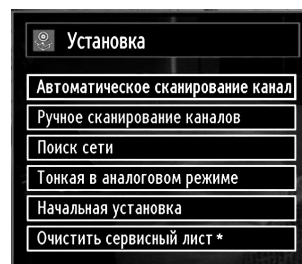 Установка
Автоматическое сканирование канал
Ручное сканирование каналов
Поиск сети
Тонкая в аналоговом режиме
Начальная установка
Очистить сервисный лист *